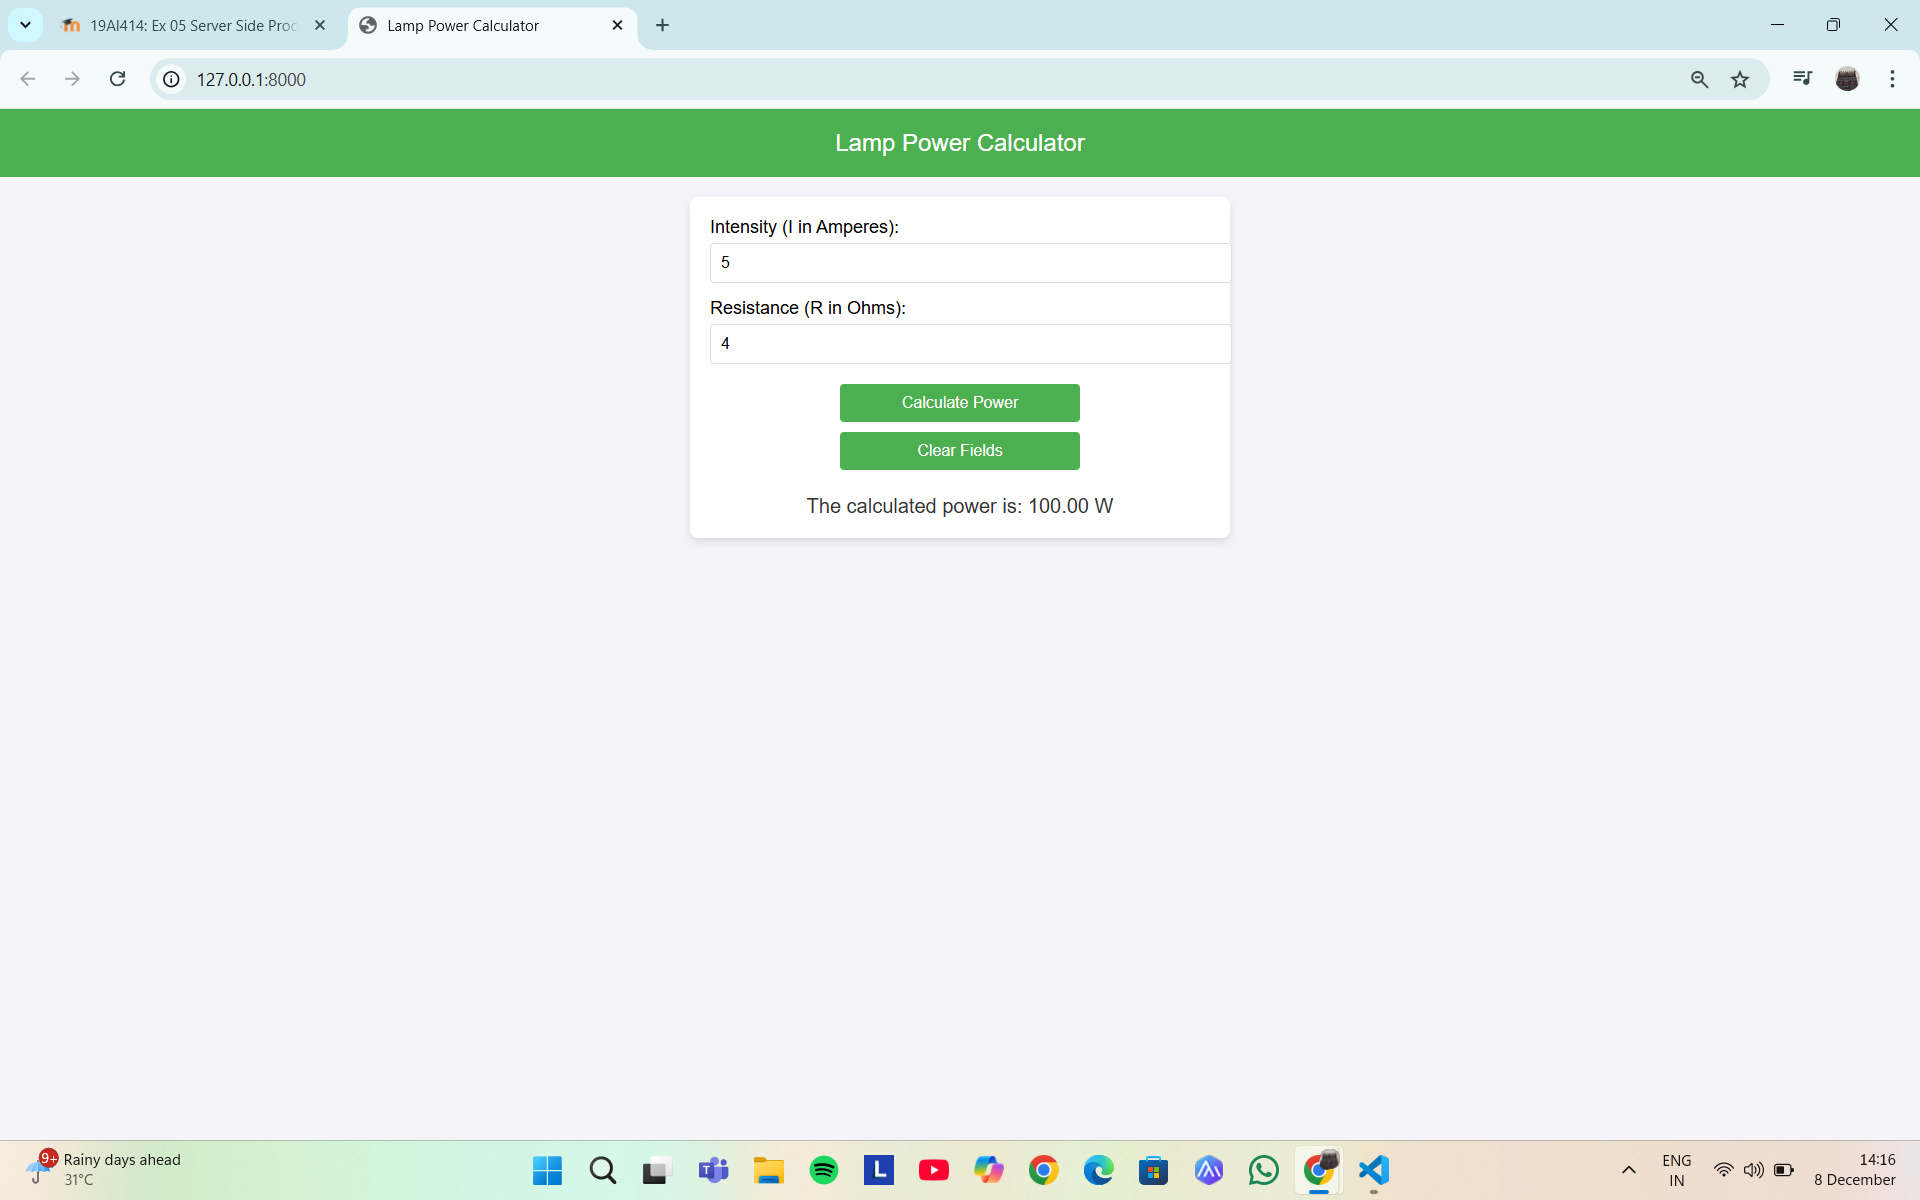 19AI414: Ex 05 Server Side Proc
Lamp Power Calculator
127.0.0.1:8000
Lamp Power Calculator
Intensity (I in Amperes):
5
Resistance (R in Ohms):
4
Calculate Power
Clear Fields
The calculated power is: 100.00 W
9+
Rainy days ahead
31°C
T
L
ENG
IN
14:16
8 December